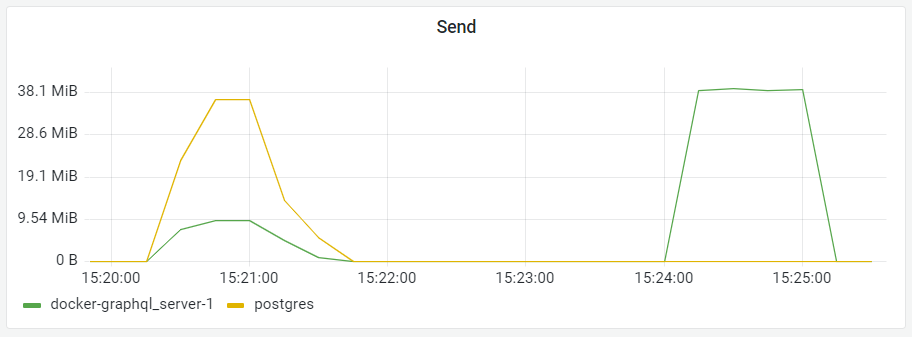 Send
38.1 MiB
28.6 MiB
19.1 MiB
9.54 MiB
0 B
15:20:00 15:21:00 15:22:00 15:23:00 15:24:00 15:25:00
docker-graphql_server-1 postgres